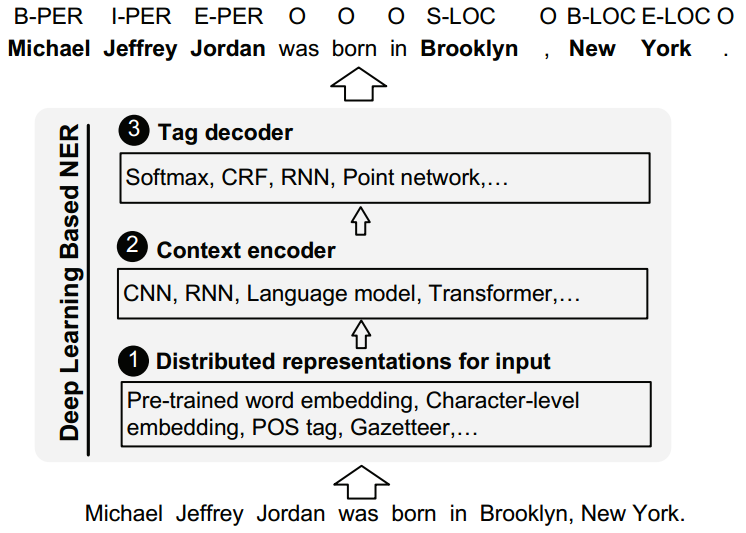 B-PER I-PER E-PER O O O S-LOC O B-LOC E-LOC O
Michael Jeffrey Jordan was born in Brooklyn , New York .
Deep Learning Based NER
3 Tag decoder
Softmax, CRF, RNN, Point network,...
2 Context encoder
CNN, RNN, Language model, Transformer,...
1 Distributed representations for input
Pre-trained word embedding, Character-level
embedding, POS tag, Gazetteer,...
Michael Jeffrey Jordan was born in Brooklyn, New York.